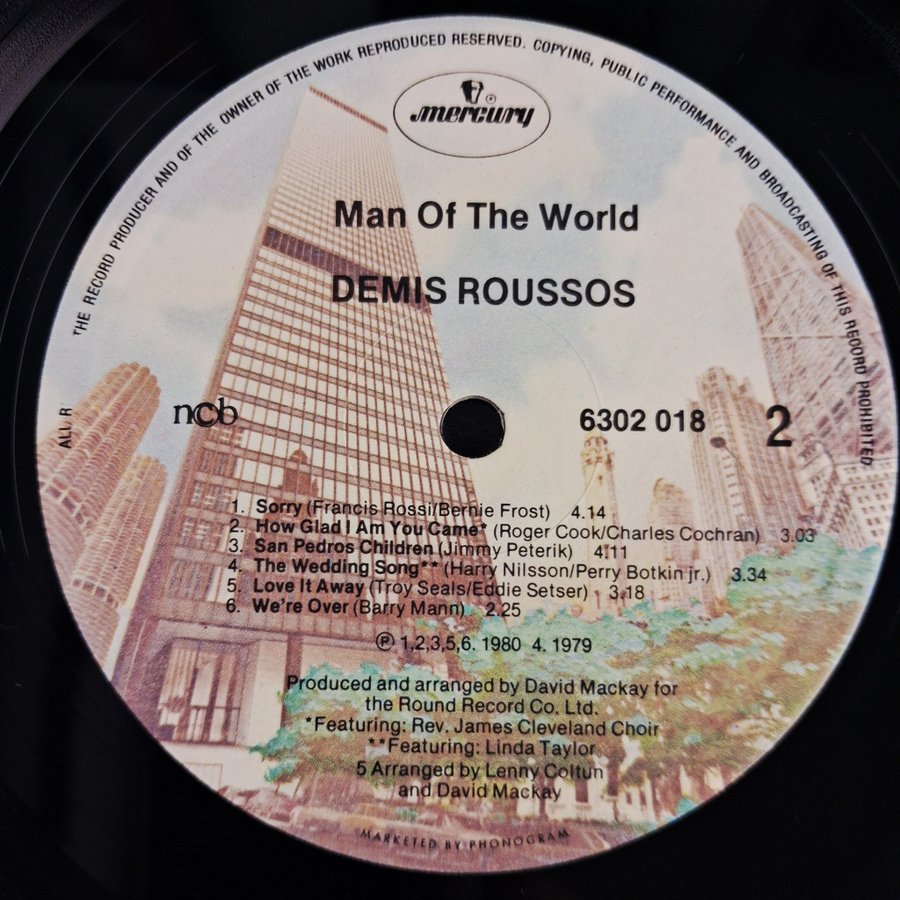 ALL R THE RECORD PRODUCER AND OF THE OWNER OF THE WORK REPRODUCED RESERVED. COPYING, PUBLIC PERFORMANCE AND BROADCASTING OF THIS RECORD PROHIBITED
mercury
Man Of The World
DEMIS ROUSSOS
ncb 6302 018 2
1. Sorry (Francis Rossi/Bernie Frost) 4.14
2. How Glad I Am You Came* (Roger Cook/Charles Cochran) 3.03
3. San Pedros Children (Jimmy Peterik) 4.11
4. The Wedding Song** (Harry Nilsson/Perry Botkin jr.) 3.34
5. Love It Away (Troy Seals/Eddie Setser) 3.18
6. We're Over (Barry Mann) 2.25
Ⓟ 1,2,3,5,6. 1980 4. 1979
Produced and arranged by David Mackay for
the Round Record Co. Ltd.
*Featuring: Rev. James Cleveland Choir
**Featuring: Linda Taylor
5 Arranged by Lenny Coltun
and David Mackay
MARKETED BY PHONOGRAM